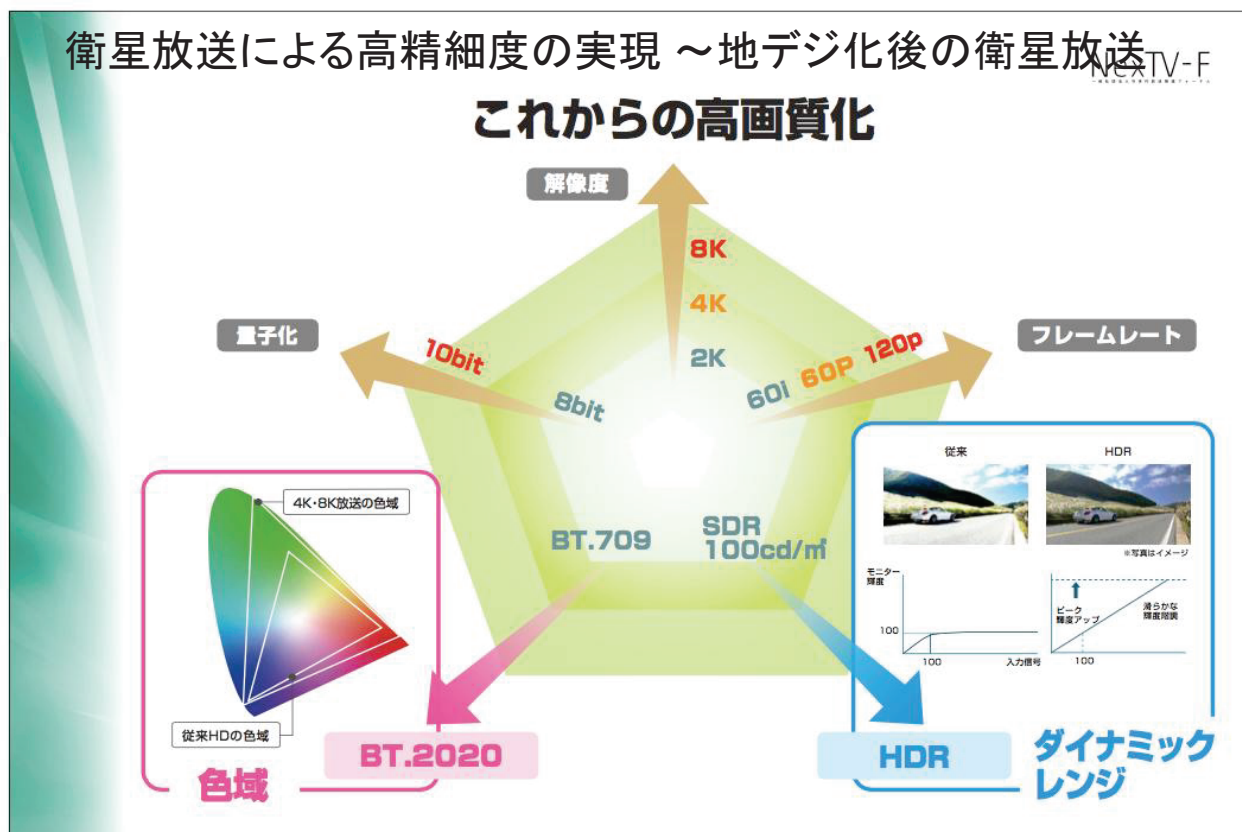 衛星放送による高精細度の実現 ～地デジ化後の衛星放送
NexTV-F
これからの高画質化
解像度
8K
4K
2K
量子化
10bit
8bit
フレームレート
60i
60P
120p
4K・8K放送の色域
従来HDの色域
BT.709
BT.2020
色域
SDR
100cd/㎡
従来
HDR
※写真はイメージ
モニター
輝度
100
100
入力信号
ピーク
輝度アップ
滑らかな
輝度階調
100
HDR
ダイナミック
レンジ